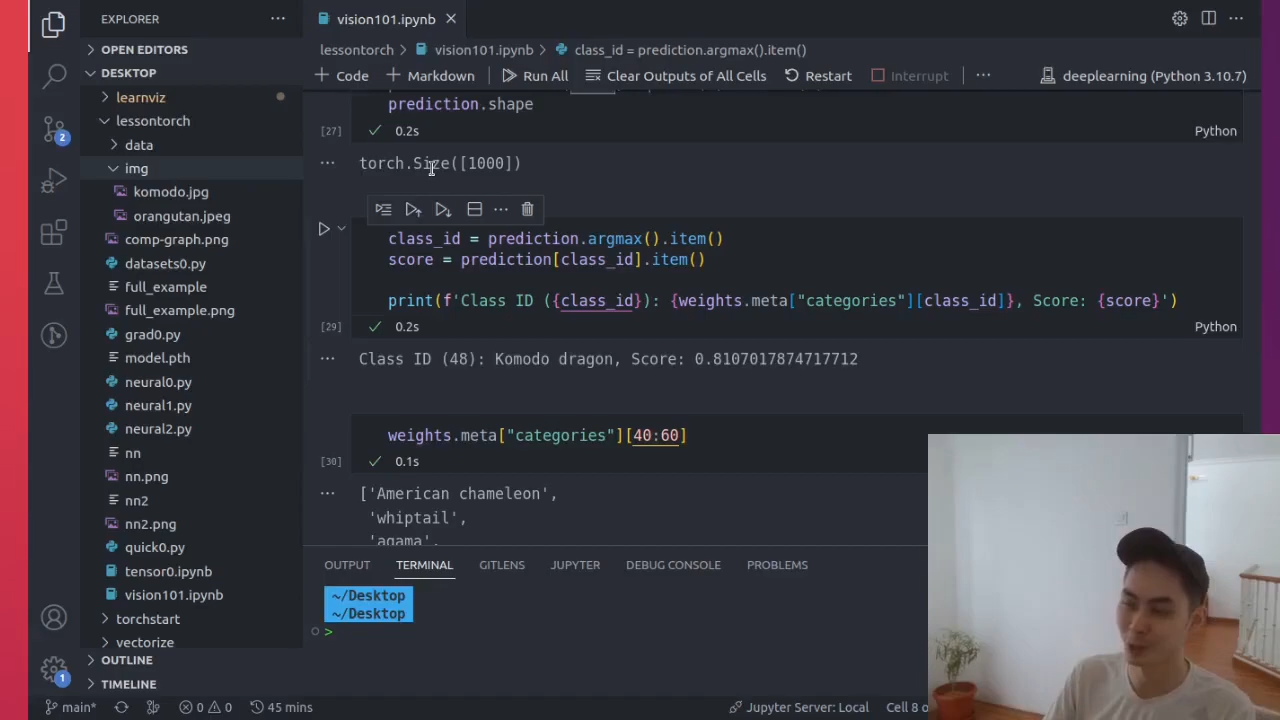 EXPLORER
OPEN EDITORS
DESKTOP
learnviz
lessontorch
data
img
komodo.jpg
orangutan.jpeg
comp-graph.png
datasets0.py
full_example
full_example.png
grad0.py
model.pth
neural0.py
neural1.py
neural2.py
nn
nn.png
nn2
nn2.png
quick0.py
tensor0.ipynb
vision101.ipynb
torchstart
vectorize
OUTLINE
TIMELINE
2
1
vision101.ipynb
lessontorch > vision101.ipynb > class_id = prediction.argmax().item()
+ Code + Markdown Run All Clear Outputs of All Cells Restart Interrupt ... deeplearning (Python 3.10.7)
prediction.shape
[27] ✓ 0.2s Python
... torch.Size([1000])
class_id = prediction.argmax().item()
score = prediction[class_id].item()
print(f'Class ID ({class_id}): {weights.meta["categories"][class_id]}, Score: {score}')
[29] ✓ 0.2s Python
... Class ID (48): Komodo dragon, Score: 0.8107017874717712
weights.meta["categories"][40:60]
[30] ✓ 0.1s
... ['American chameleon',
'whiptail',
'agama',
OUTPUT TERMINAL GITLENS JUPYTER DEBUG CONSOLE PROBLEMS
~/Desktop
~/Desktop
>
main* 0 0 45 mins Jupyter Server: Local Cell 8 o